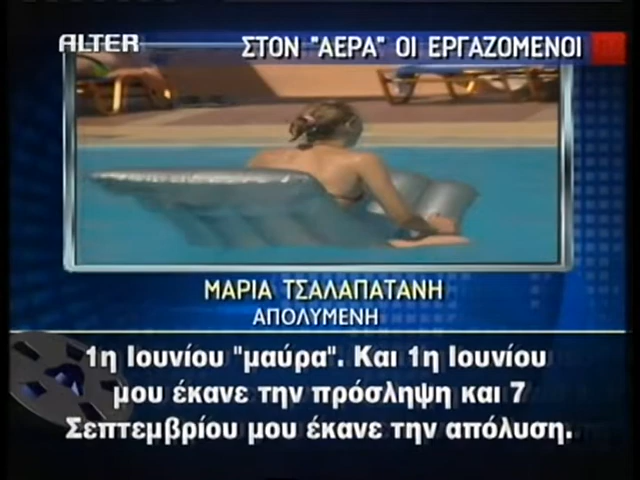 ALTER
ΣΤΟΝ "ΑΕΡΑ" ΟΙ ΕΡΓΑΖΟΜΕΝΟΙ
ΜΑΡΙΑ ΤΣΑΛΑΠΑΤΑΝΗ
ΑΠΟΛΥΜΕΝΗ
1η Ιουνίου "μαύρα". Και 1η Ιουνίου
μου έκανε την πρόσληψη και 7
Σεπτεμβρίου μου έκανε την απόλυση.